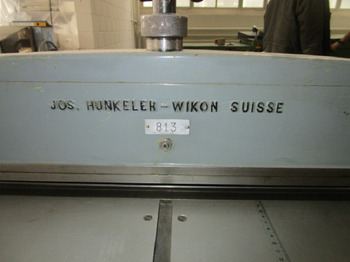 JOS. HUNKELER - WIKON SUISSE
813